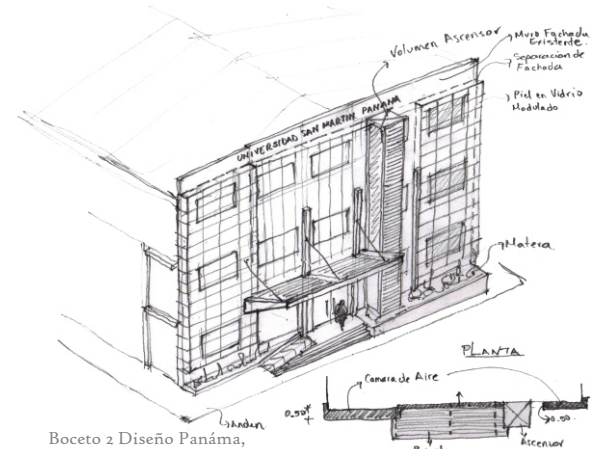 Volumen Ascensor
Muro Fachada
Existente.
Separacion de
Fachada
Piel en Vidrio
Modulado
UNIVERSIDAD SAN MARTIN PANAMA
Matera
PLANTA
Camara de Aire
0.50
0.50.
Anden
Ascensor
Boceto 2 Diseño Panáma,